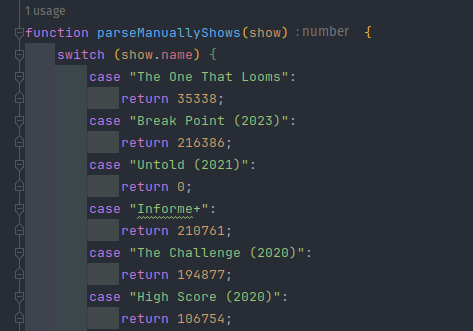 1 usage
function parseManuallyShows(show) : number {
switch (show.name) {
case "The One That Looms":
return 35338;
case "Break Point (2023)":
return 216386;
case "Untold (2021)":
return 0;
case "Informe+":
return 210761;
case "The Challenge (2020)":
return 194877;
case "High Score (2020)":
return 106754;